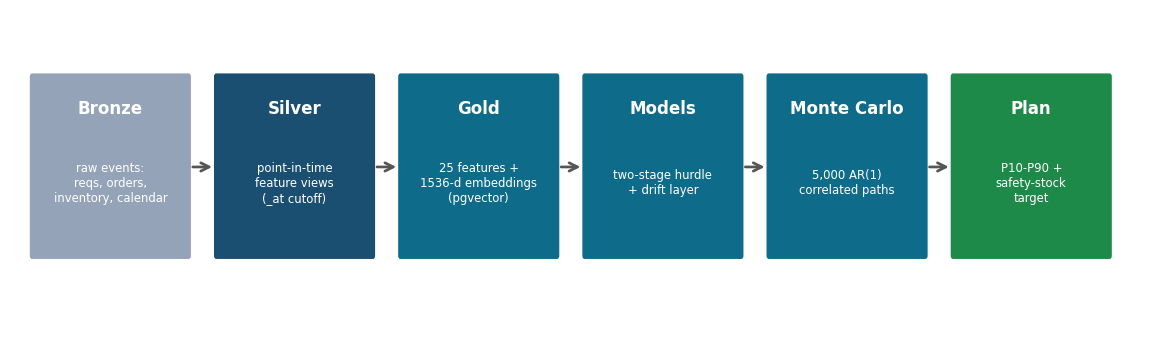 Bronze
raw events:
reqs, orders,
inventory, calendar
Silver
point-in-time
feature views
(_at cutoff)
Gold
25 features +
1536-d embeddings
(pgvector)
Models
two-stage hurdle
+ drift layer
Monte Carlo
5,000 AR(1)
correlated paths
Plan
P10-P90 +
safety-stock
target